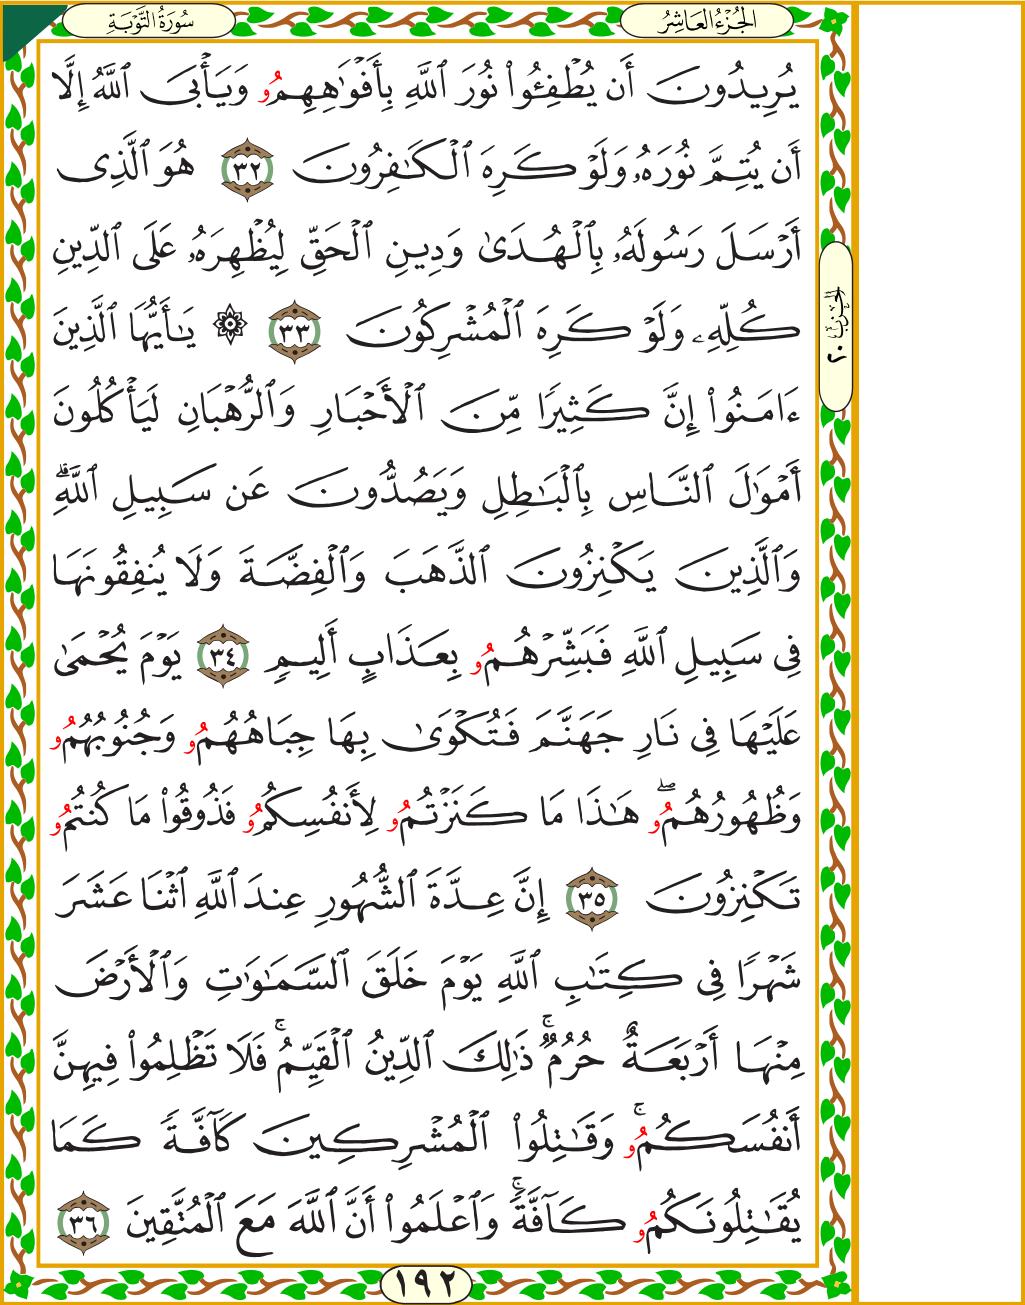 الجُزْءُ العَاشِرُ
سُورَةُ التَّوْبَةِ
يُرِيدُونَ أَن يُطْفِـُٔوا۟ نُورَ ٱللَّهِ بِأَفْوَٰهِهِمُۥ وَيَأْبَى ٱللَّهُ إِلَّآ
أَن يُتِمَّ نُورَهُۥ وَلَوْ كَرِهَ ٱلْكَٰفِرُونَ ٣٢ هُوَ ٱلَّذِىٓ
أَرْسَلَ رَسُولَهُۥ بِٱلْهُدَىٰ وَدِينِ ٱلْحَقِّ لِيُظْهِرَهُۥ عَلَى ٱلدِّينِ
كُلِّهِۦ وَلَوْ كَرِهَ ٱلْمُشْرِكُونَ ٣٣ ۞ يَٰٓأَيُّهَا ٱلَّذِينَ
ءَامَنُوا۟ إِنَّ كَثِيرًا مِّنَ ٱلْأَحْبَارِ وَٱلرُّهْبَانِ لَيَأْكُلُونَ
أَمْوَٰلَ ٱلنَّاسِ بِٱلْبَٰطِلِ وَيَصُدُّونَ عَن سَبِيلِ ٱللَّهِۗ
وَٱلَّذِينَ يَكْنِزُونَ ٱلذَّهَبَ وَٱلْفِضَّةَ وَلَا يُنفِقُونَهَا
فِى سَبِيلِ ٱللَّهِ فَبَشِّرْهُمُۥ بِعَذَابٍ أَلِيمٍ ٣٤ يَوْمَ يُحْمَىٰ
عَلَيْهَا فِى نَارِ جَهَنَّمَ فَتُكْوَىٰ بِهَا جِبَاهُهُمُۥ وَجُنُوبُهُمُۥ
وَظُهُورُهُمُۥۖ هَٰذَا مَا كَنَزْتُمُۥ لِأَنفُسِكُمُۥ فَذُوقُوا۟ مَا كُنتُمُۥ
تَكْنِزُونَ ٣٥ إِنَّ عِدَّةَ ٱلشُّهُورِ عِندَ ٱللَّهِ ٱثْنَا عَشَرَ
شَهْرًا فِى كِتَٰبِ ٱللَّهِ يَوْمَ خَلَقَ ٱلسَّمَٰوَٰتِ وَٱلْأَرْضَ
مِنْهَآ أَرْبَعَةٌ حُرُمٌۚ ذَٰلِكَ ٱلدِّينُ ٱلْقَيِّمُۚ فَلَا تَظْلِمُوا۟ فِيهِنَّ
أَنفُسَكُمُۥۚ وَقَٰتِلُوا۟ ٱلْمُشْرِكِينَ كَآفَّةً كَمَا
يُقَٰتِلُونَكُمُۥ كَآفَّةًۚ وَٱعْلَمُوٓا۟ أَنَّ ٱللَّهَ مَعَ ٱلْمُتَّقِينَ ٣٦
الحِزْبُ ٢٠
١٩٢